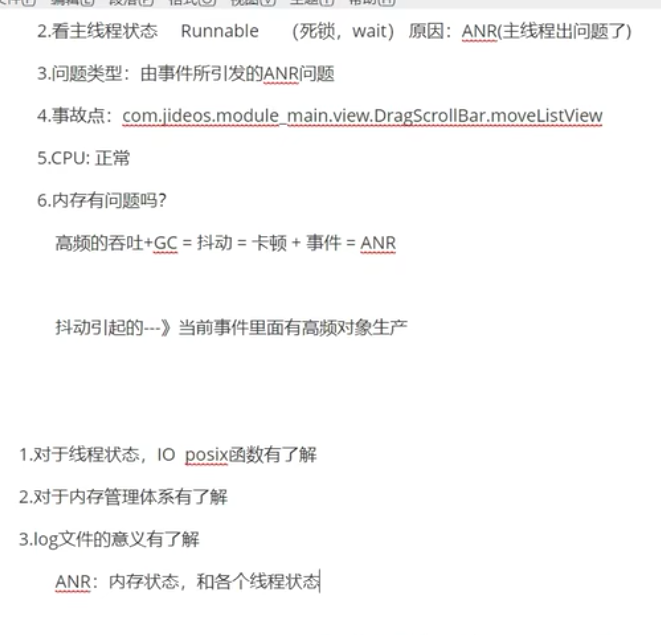 2.看主线程状态 Runnable （死锁，wait） 原因：ANR(主线程出问题了)
3.问题类型：由事件所引发的ANR问题
4.事故点：com.jideos.module_main.view.DragScrollBar.moveListView
5.CPU: 正常
6.内存有问题吗?
高频的吞吐+GC = 抖动 = 卡顿 + 事件 = ANR
抖动引起的---》当前事件里面有高频对象生产
1.对于线程状态，IO posix函数有了解
2.对于内存管理体系有了解
3.log文件的意义有了解
ANR：内存状态，和各个线程状态